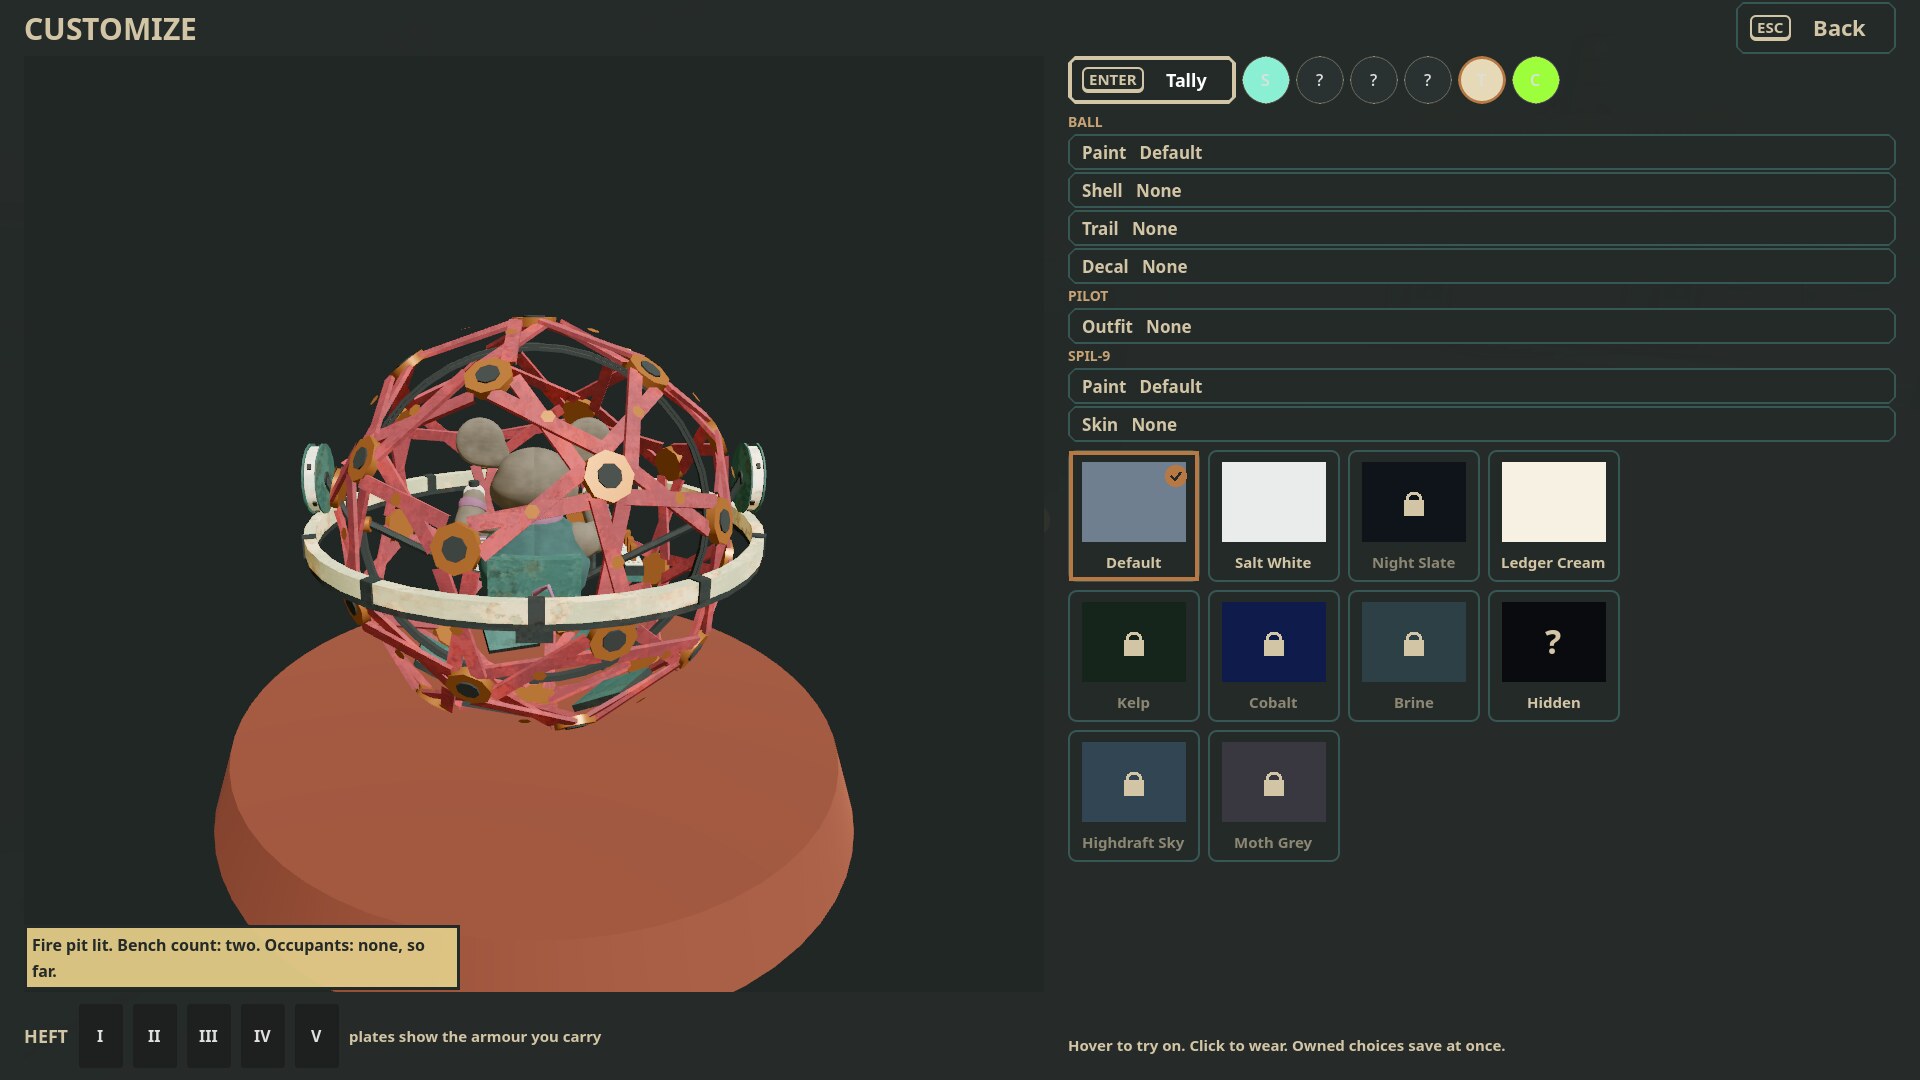 CUSTOMIZE
ESC Back
ENTER Tally S ? ? ? T C
BALL
Paint Default
Shell None
Trail None
Decal None
PILOT
Outfit None
SPIL-9
Paint Default
Skin None
Default Salt White Night Slate Ledger Cream
?
Kelp Cobalt Brine Hidden
Highdraft Sky Moth Grey
Fire pit lit. Bench count: two. Occupants: none, so
far.
HEFT I II III IV V plates show the armour you carry
Hover to try on. Click to wear. Owned choices save at once.